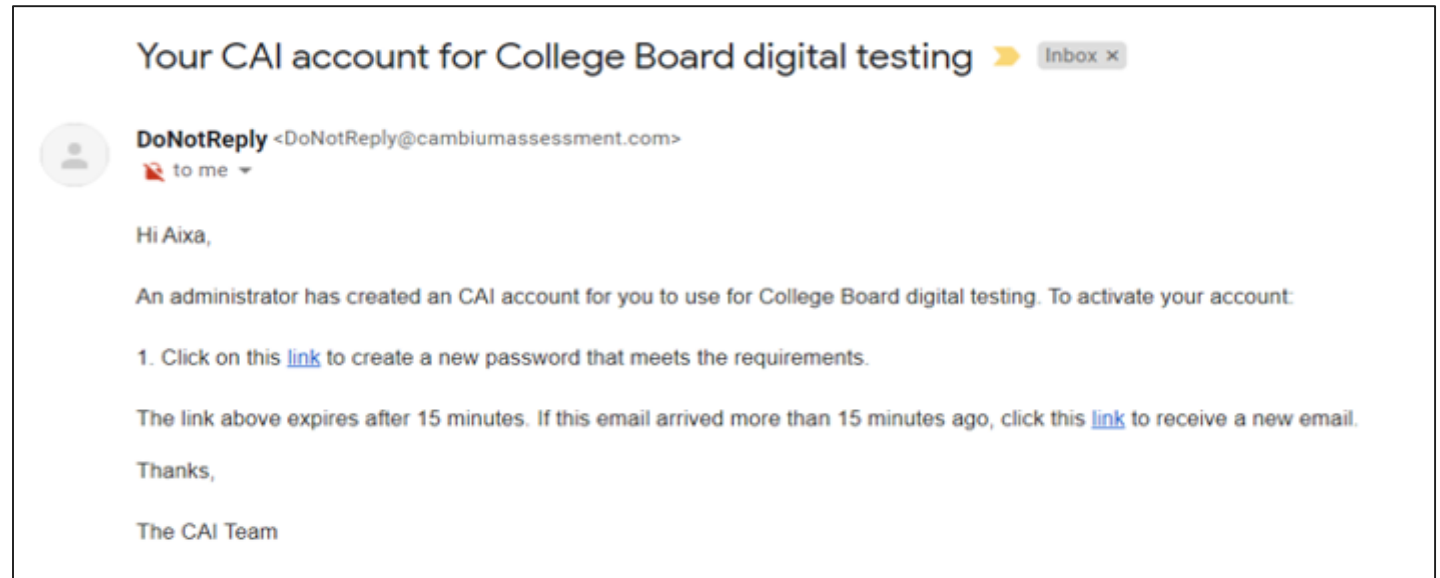 Your CAI account for College Board digital testing Inbox ×
DoNotReply <DoNotReply@cambiumassessment.com>
to me
Hi Aixa,
An administrator has created an CAI account for you to use for College Board digital testing. To activate your account:
1. Click on this link to create a new password that meets the requirements.
The link above expires after 15 minutes. If this email arrived more than 15 minutes ago, click this link to receive a new email.
Thanks,
The CAI Team